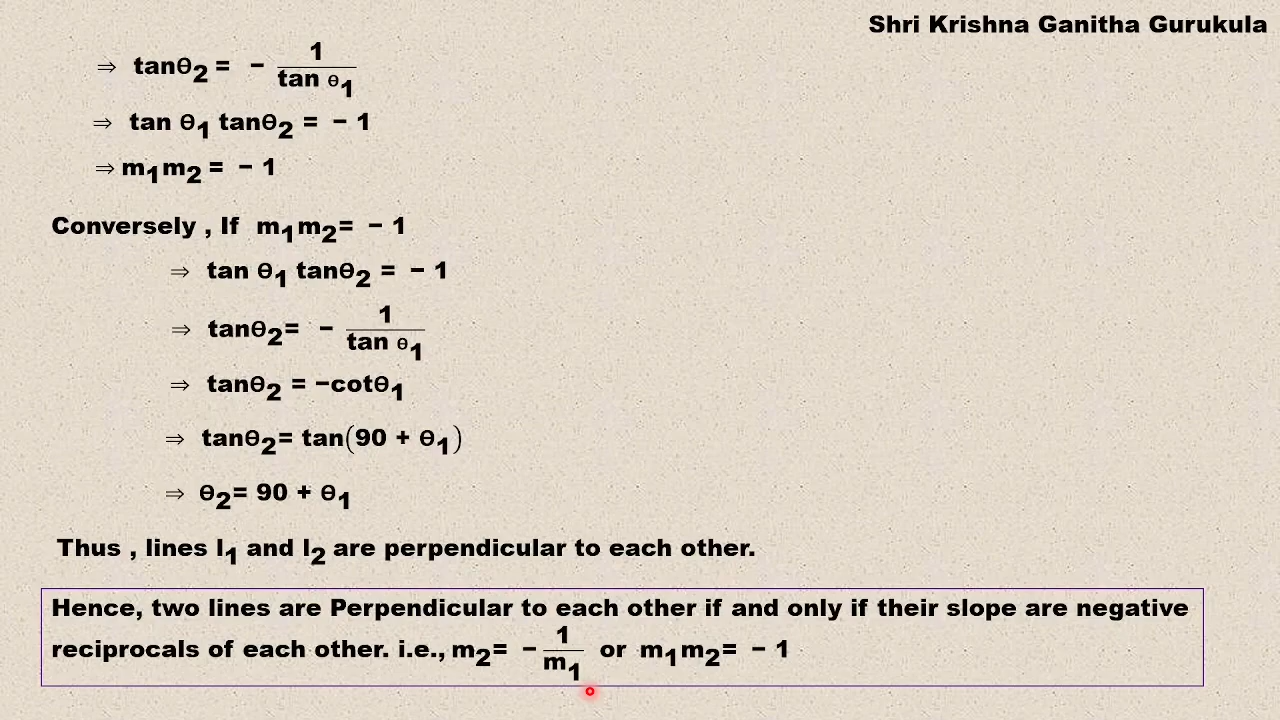 Shri Krishna Ganitha Gurukula
⇒ tanθ₂ = − 1/tan θ₁
⇒ tan θ₁ tanθ₂ = − 1
⇒ m₁m₂ = − 1
Conversely , If m₁m₂= − 1
⇒ tan θ₁ tanθ₂ = − 1
⇒ tanθ₂= − 1/tan θ₁
⇒ tanθ₂ = −cotθ₁
⇒ tanθ₂= tan(90 + θ₁)
⇒ θ₂= 90 + θ₁
Thus , lines l₁ and l₂ are perpendicular to each other.
Hence, two lines are Perpendicular to each other if and only if their slope are negative
reciprocals of each other. i.e., m₂= − 1/m₁ or m₁m₂= − 1